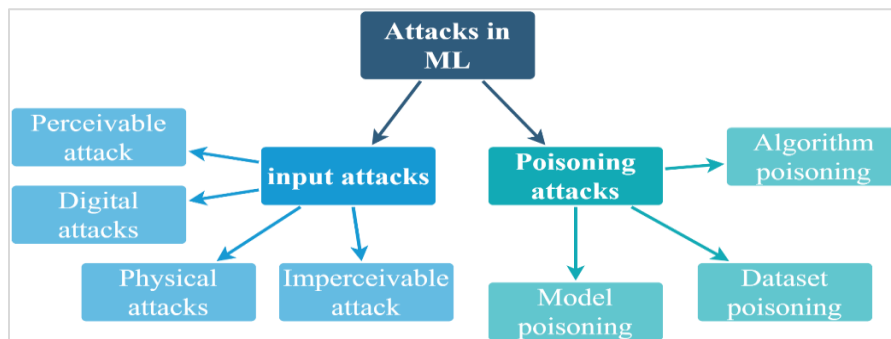 Attacks in
ML
Perceivable
attack
input attacks
Poisoning
attacks
Algorithm
poisoning
Digital
attacks
Physical
attacks
Imperceivable
attack
Model
poisoning
Dataset
poisoning